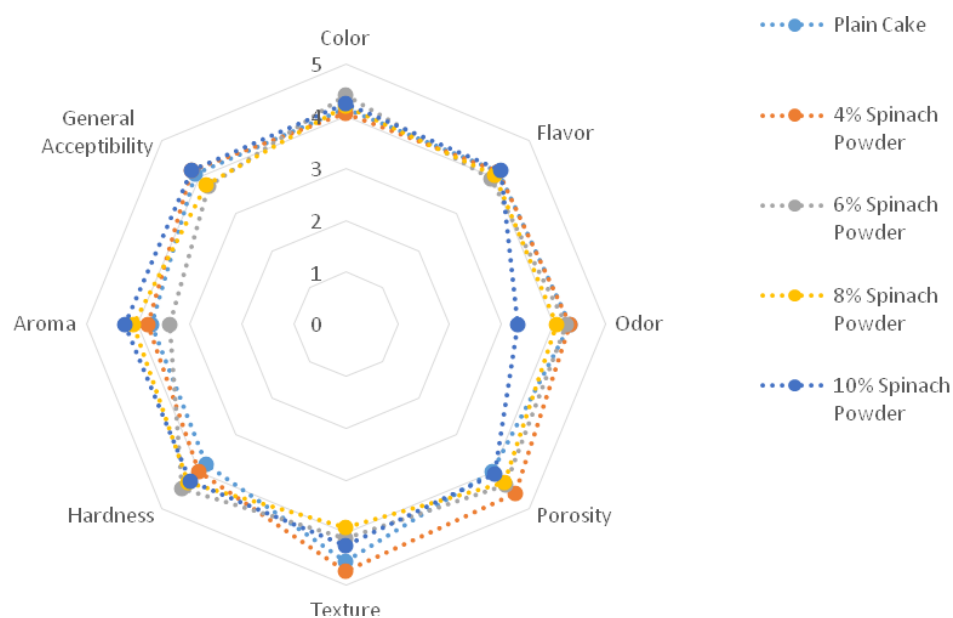 Color
5
4
3
2
1
0
General
Acceptibility
Flavor
Aroma
Odor
Hardness
Porosity
Texture
Plain Cake
4% Spinach
Powder
6% Spinach
Powder
8% Spinach
Powder
10% Spinach
Powder